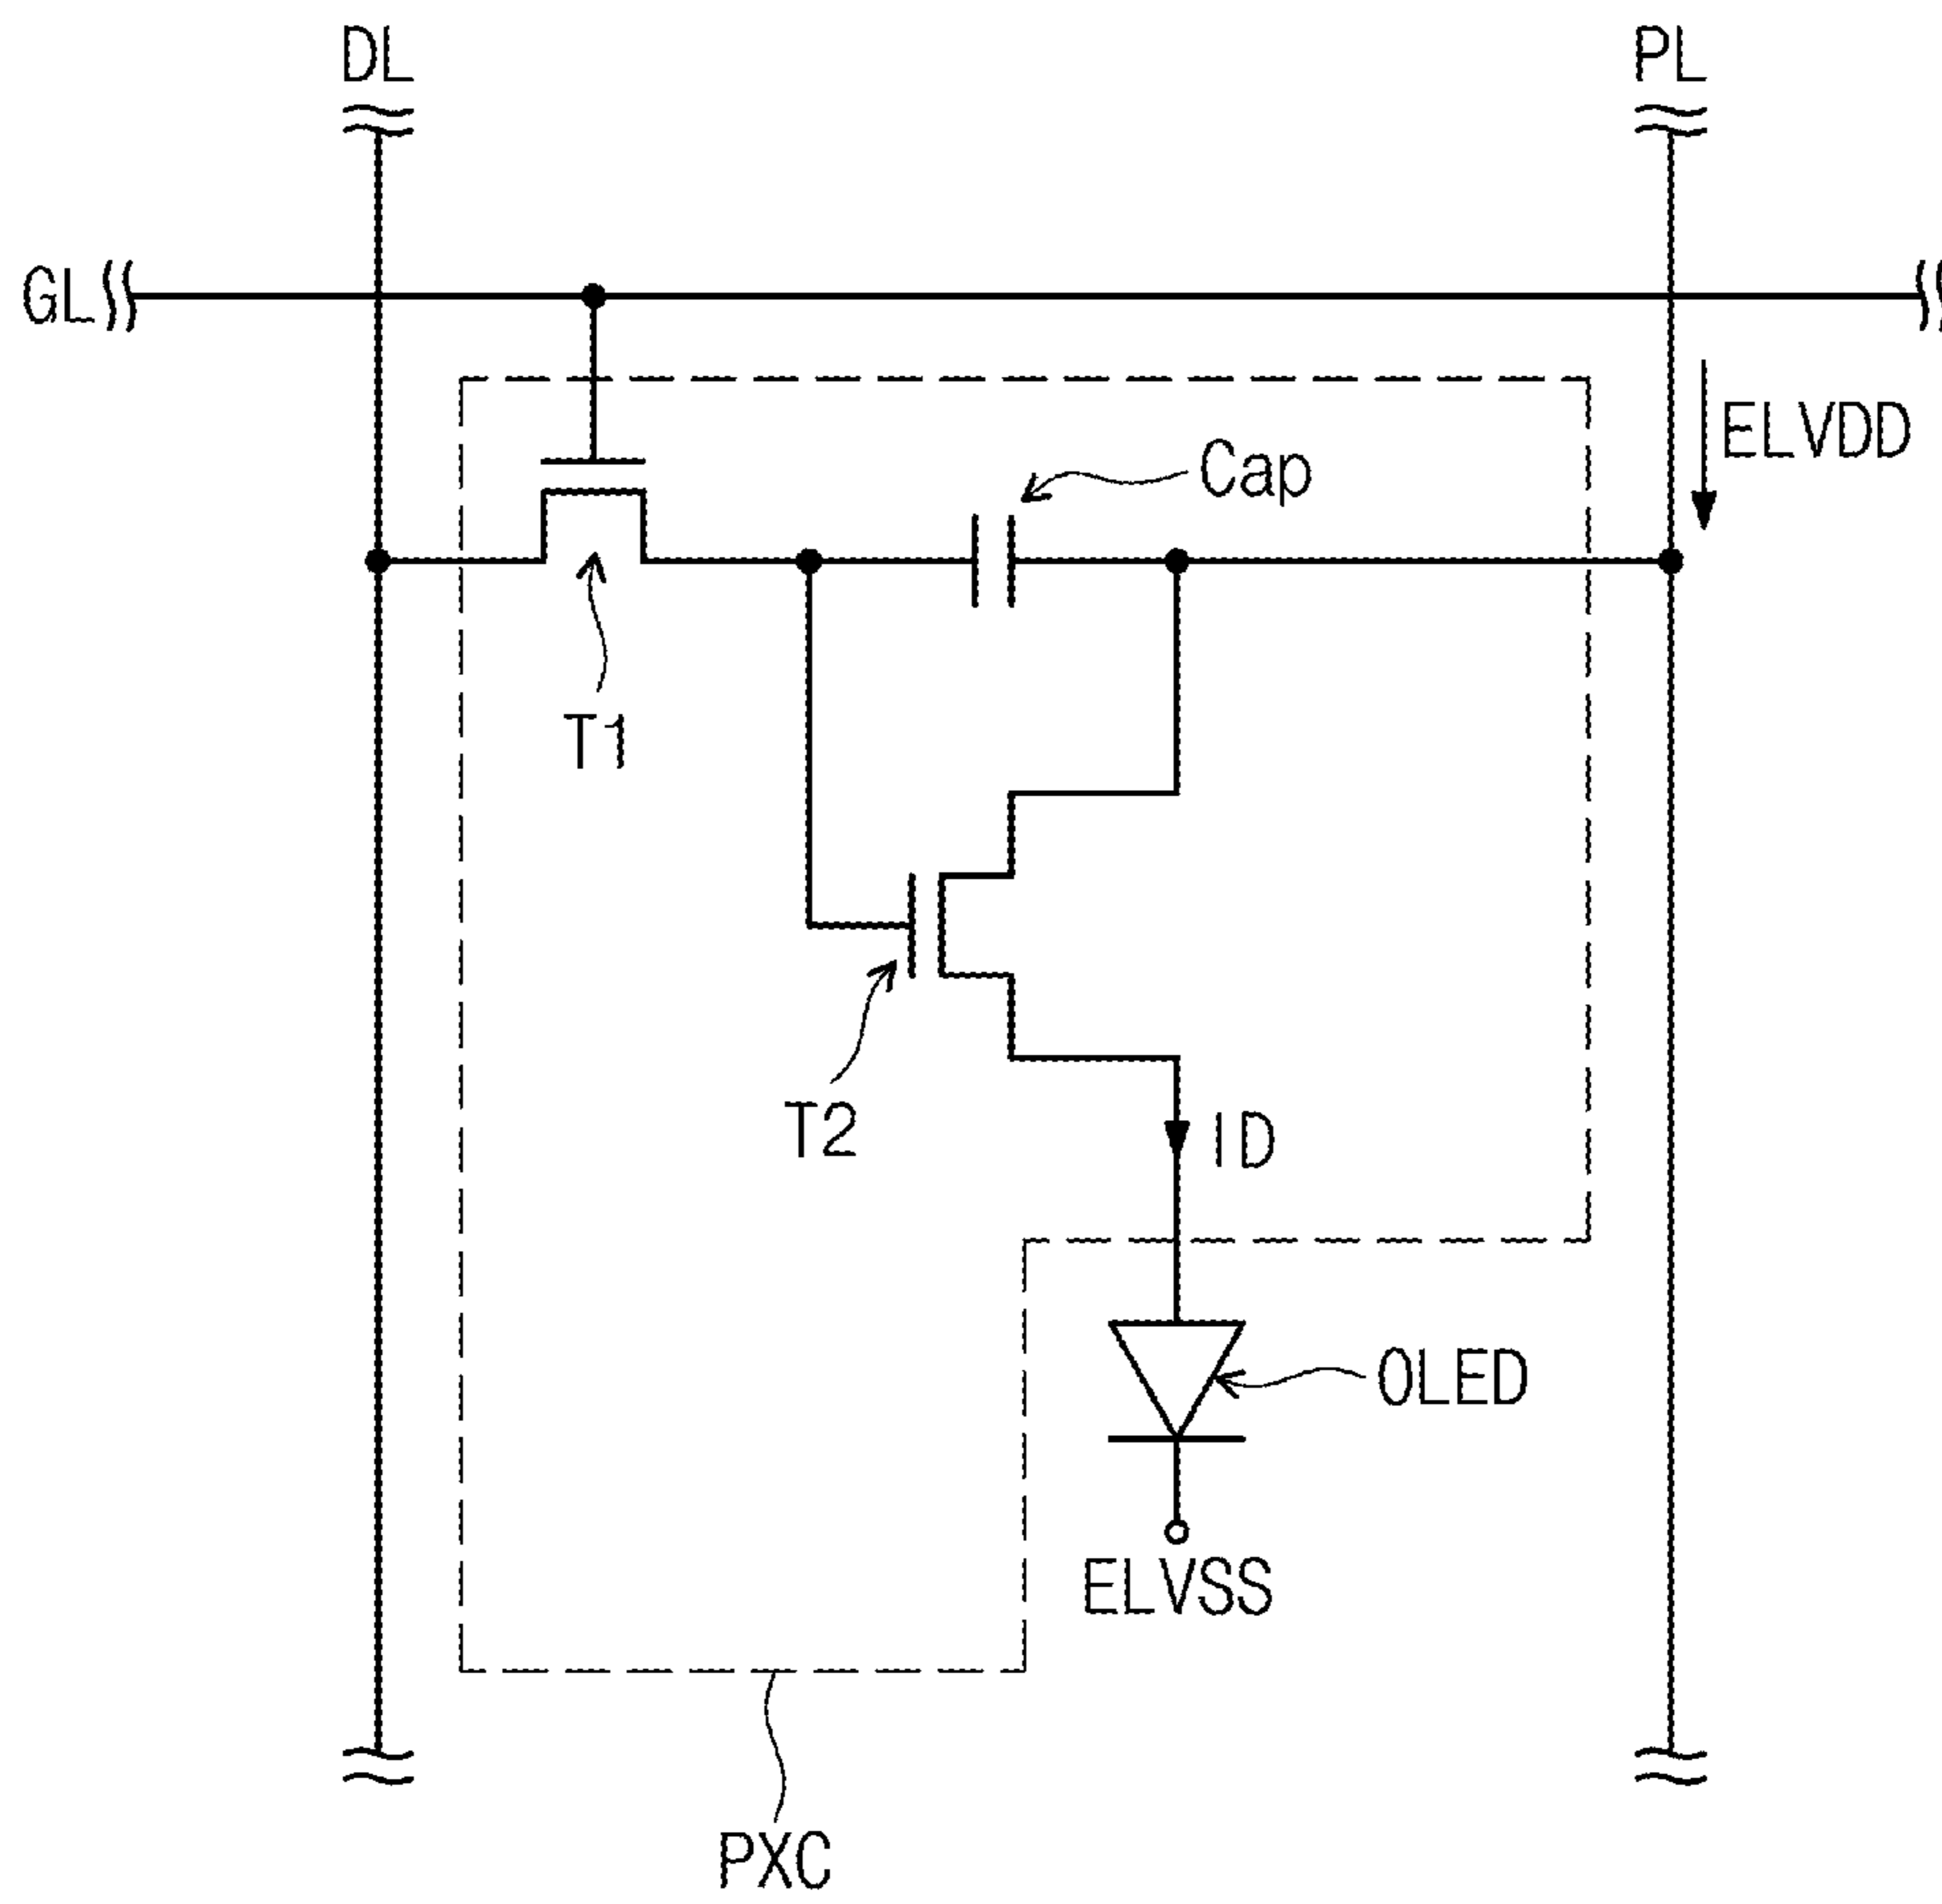 DL
PL
GL
ELVDD
Cap
T1
T2
ID
OLED
ELVSS
PXC